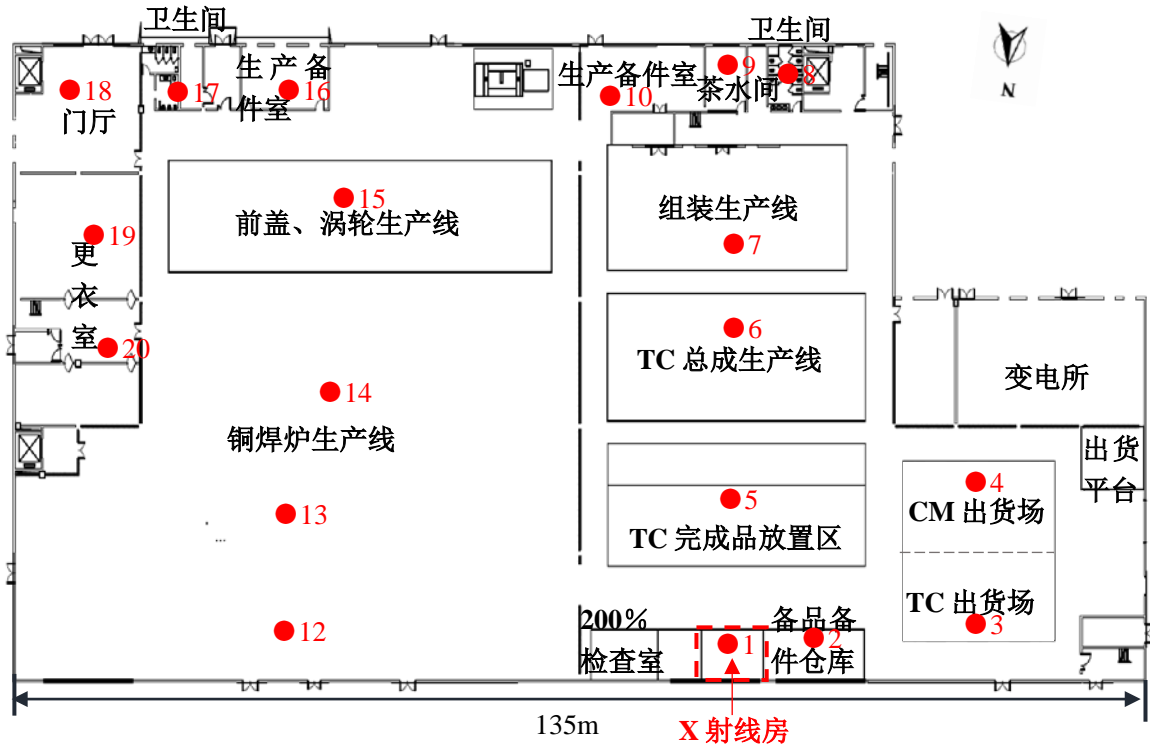 卫生间
卫生间
N
18
门厅
17
生产备
16
件室
生产备件室
10
9
茶水间
8
15
前盖、涡轮生产线
组装生产线
7
19
更
衣
室
20
6
TC 总成生产线
变电所
14
铜焊炉生产线
出货
平台
4
CM 出货场
5
TC 完成品放置区
13
...
TC 出货场
3
12
200%
检查室
1
备品备
2
件仓库
135m
X 射线房